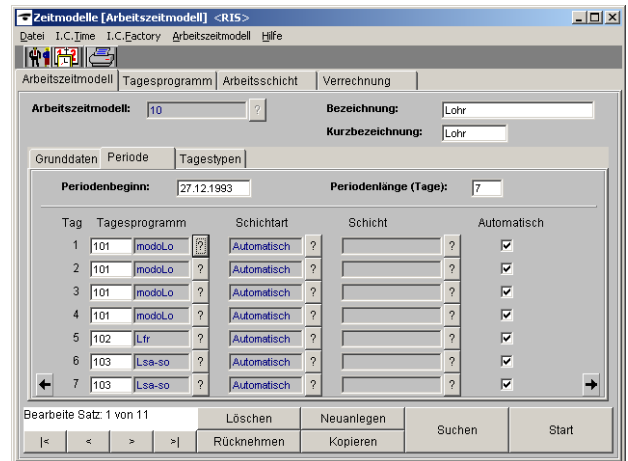 Zeitmodelle [Arbeitszeitmodell] <RIS>
Datei I.C.Time I.C.Factory Arbeitszeitmodell Hilfe
Arbeitszeitmodell Tagesprogramm Arbeitsschicht Verrechnung
Arbeitszeitmodell: 10 ? Bezeichnung: Lohr
Kurzbezeichnung: Lohr
Grunddaten Periode Tagestypen
Periodenbeginn: 27.12.1993 Periodenlänge (Tage): 7
Tag Tagesprogramm Schichtart Schicht Automatisch
1 101 modoLo ? Automatisch ? ?
2 101 modoLo ? Automatisch ? ?
3 101 modoLo ? Automatisch ? ?
4 101 modoLo ? Automatisch ? ?
5 102 Lfr ? Automatisch ? ?
6 103 Lsa-so ? Automatisch ? ?
7 103 Lsa-so ? Automatisch ? ?
Bearbeite Satz: 1 von 11 Löschen Neuanlegen Suchen Start
|< < > >| Rücknehmen Kopieren